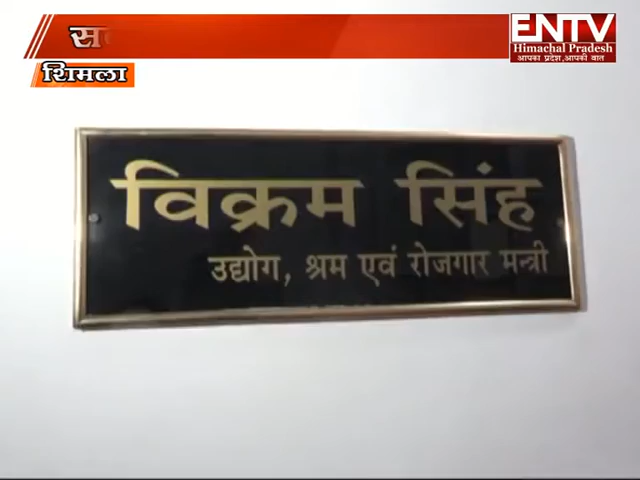 ENTV
Himachal Pradesh
आपका प्रदेश,आपकी बात
शिमला
विक्रम सिंह
उद्योग, श्रम एवं रोजगार मन्त्री